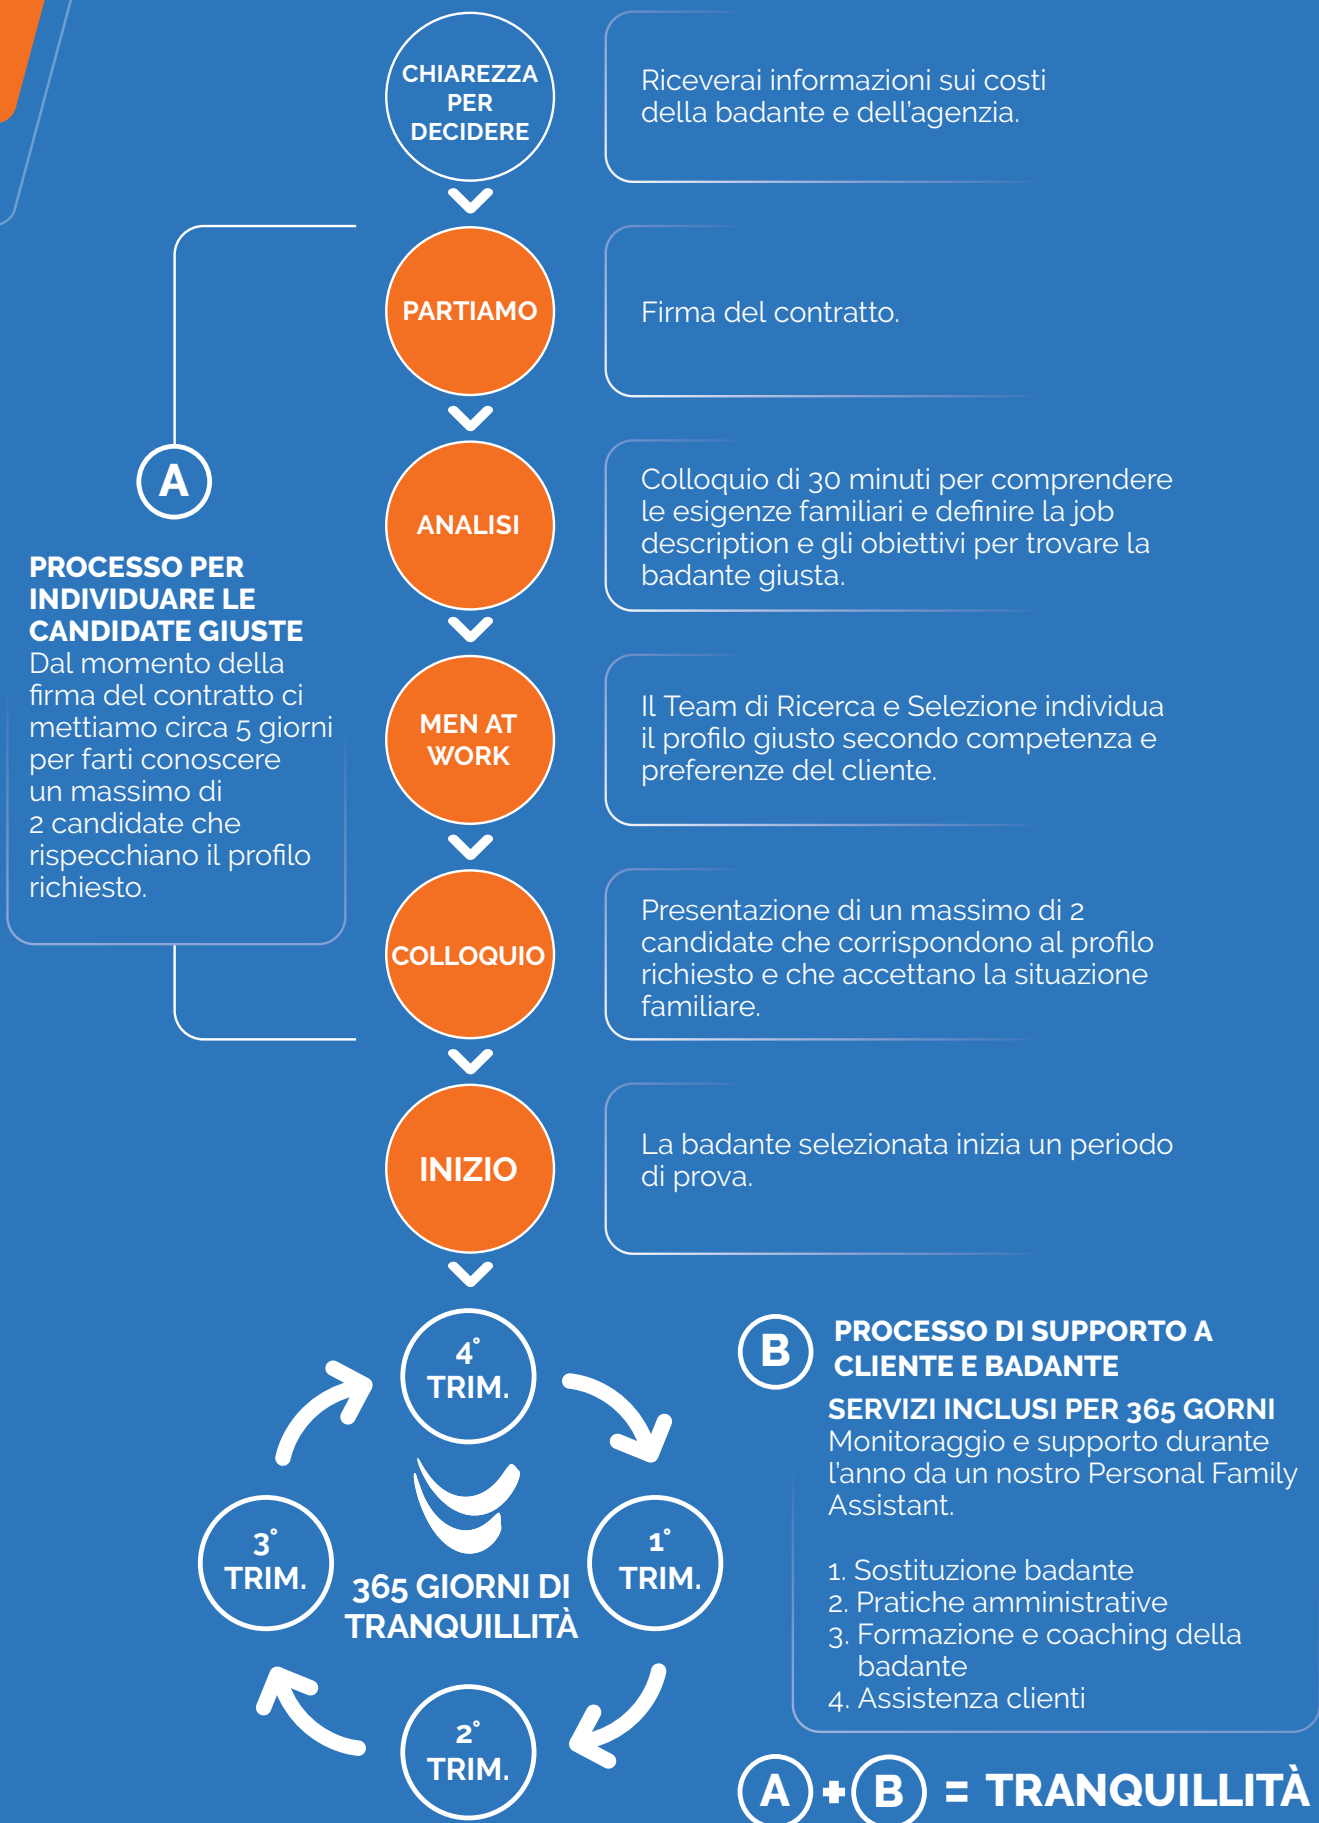 CHIAREZZA
PER
DECIDERE
Riceverai informazioni sui costi
della badante e dell'agenzia.
PARTIAMO
Firma del contratto.
A
PROCESSO PER
INDIVIDUARE LE
CANDIDATE GIUSTE
Dal momento della
firma del contratto ci
mettiamo circa 5 giorni
per farti conoscere
un massimo di
2 candidate che
rispecchiano il profilo
richiesto.
ANALISI
Colloquio di 30 minuti per comprendere
le esigenze familiari e definire la job
description e gli obiettivi per trovare la
badante giusta.
MEN AT
WORK
Il Team di Ricerca e Selezione individua
il profilo giusto secondo competenza e
preferenze del cliente.
COLLOQUIO
Presentazione di un massimo di 2
candidate che corrispondono al profilo
richiesto e che accettano la situazione
familiare.
INIZIO
La badante selezionata inizia un periodo
di prova.
4°
TRIM.
1°
TRIM.
2°
TRIM.
3°
TRIM.
365 GIORNI DI
TRANQUILLITÀ
B
PROCESSO DI SUPPORTO A
CLIENTE E BADANTE
SERVIZI INCLUSI PER 365 GORNI
Monitoraggio e supporto durante
l'anno da un nostro Personal Family
Assistant.
1. Sostituzione badante
2. Pratiche amministrative
3. Formazione e coaching della
badante
4. Assistenza clienti
A + B = TRANQUILLITÀ